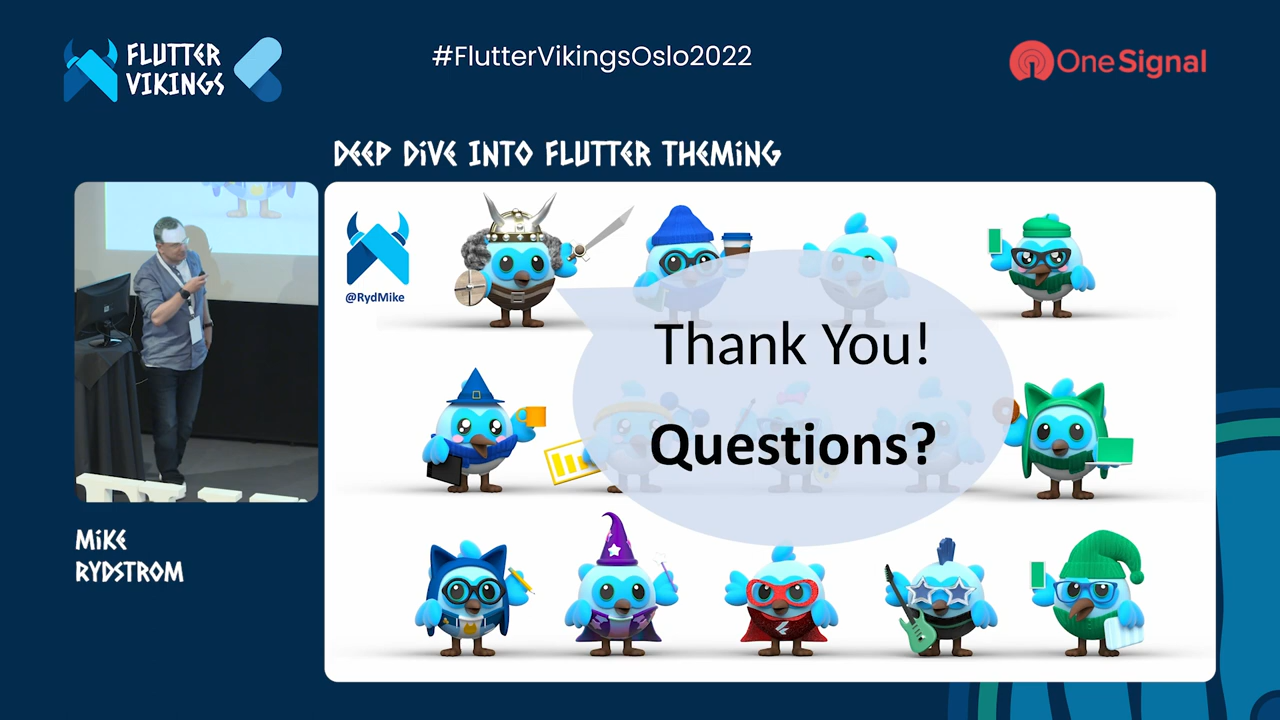 FLUTTER
VIKINGS
#FlutterVikingsOslo2022
OneSignal
DEEP DIVE INTO FLUTTER THEMING
@RydMike
Thank You!
Questions?
MIKE
RYDSTROM